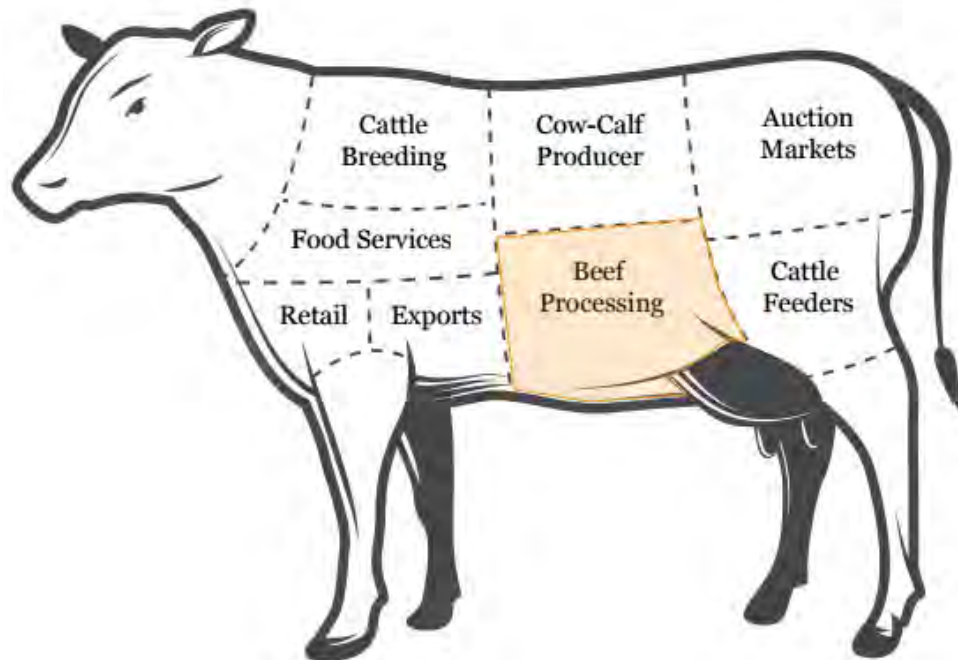 Cattle
Breeding
Cow-Calf
Producer
Auction
Markets
Food Services
Beef
Processing
Cattle
Feeders
Retail
Exports